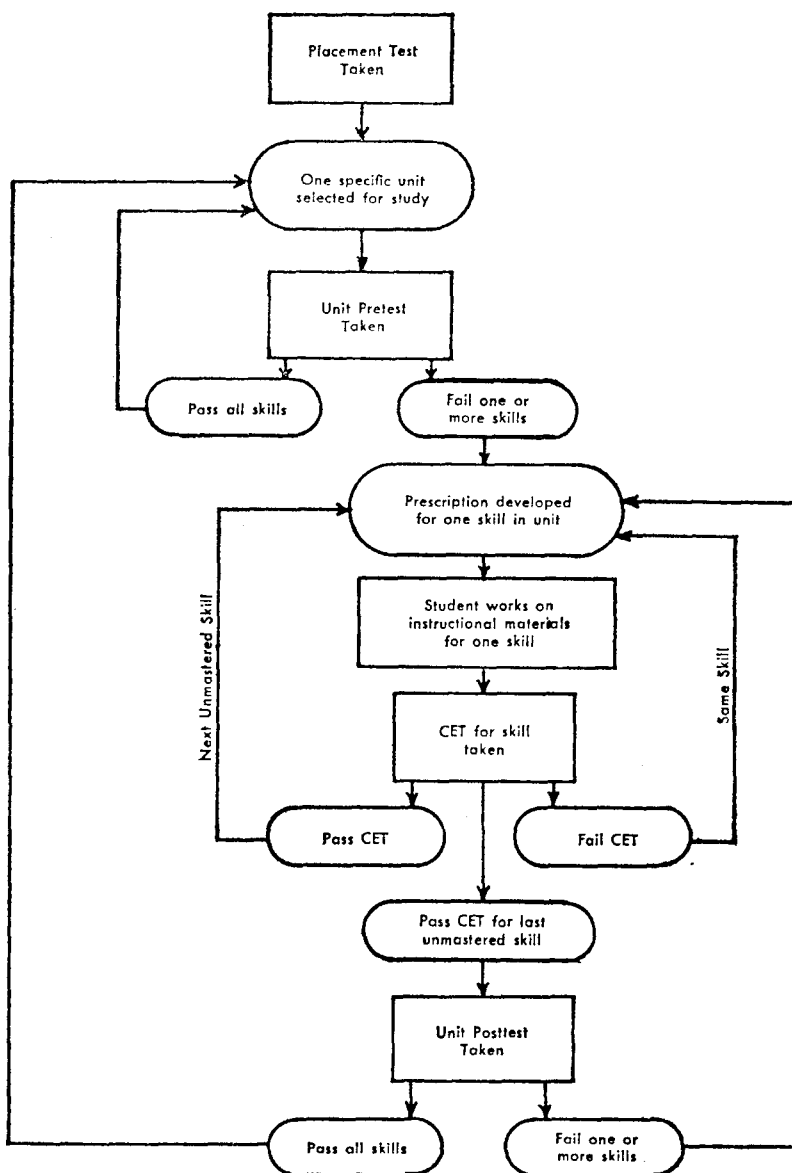 Placement Test
Taken
One specific unit
selected for study
Unit Pretest
Taken
Pass all skills
Fail one or
more skills
Prescription developed
for one skill in unit
Student works on
instructional materials
for one skill
Next Unmastered Skill
Same Skill
CET for skill
taken
Pass CET
Fail CET
Pass CET for last
unmastered skill
Unit Posttest
Taken
Pass all skills
Fail one or
more skills